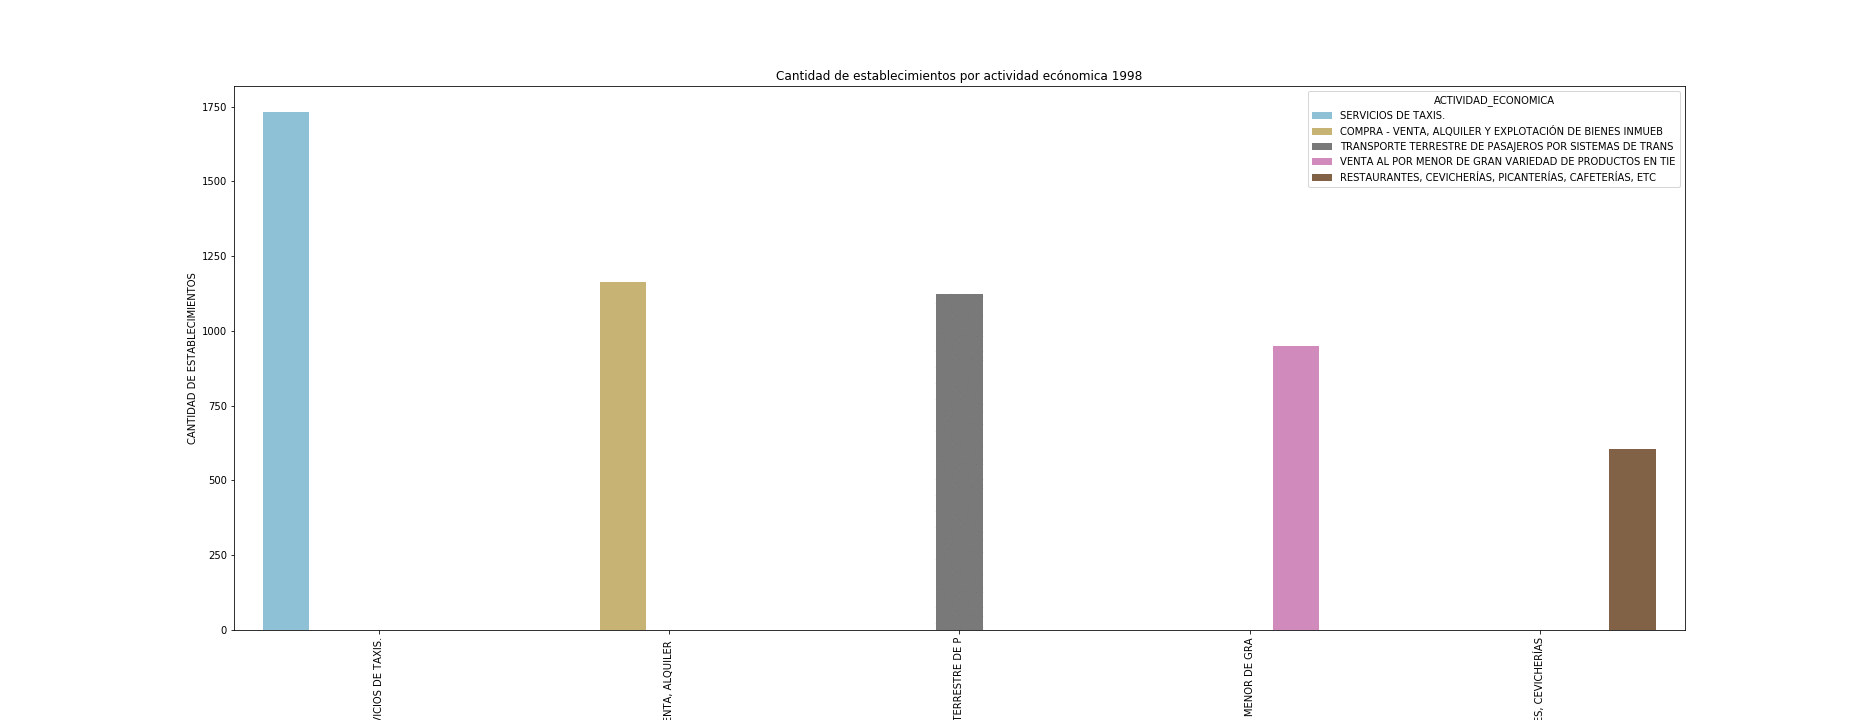 Cantidad de establecimientos por actividad ecónomica 1998
CANTIDAD DE ESTABLECIMIENTOS
1750
1500
1250
1000
750
500
250
0
ACTIVIDAD_ECONOMICA
SERVICIOS DE TAXIS.
COMPRA - VENTA, ALQUILER Y EXPLOTACIÓN DE BIENES INMUEB
TRANSPORTE TERRESTRE DE PASAJEROS POR SISTEMAS DE TRANS
VENTA AL POR MENOR DE GRAN VARIEDAD DE PRODUCTOS EN TIE
RESTAURANTES, CEVICHERÍAS, PICANTERÍAS, CAFETERÍAS, ETC
VICIOS DE TAXIS.
ENTA, ALQUILER
TERRESTRE DE P
MENOR DE GRA
ES, CEVICHERÍAS